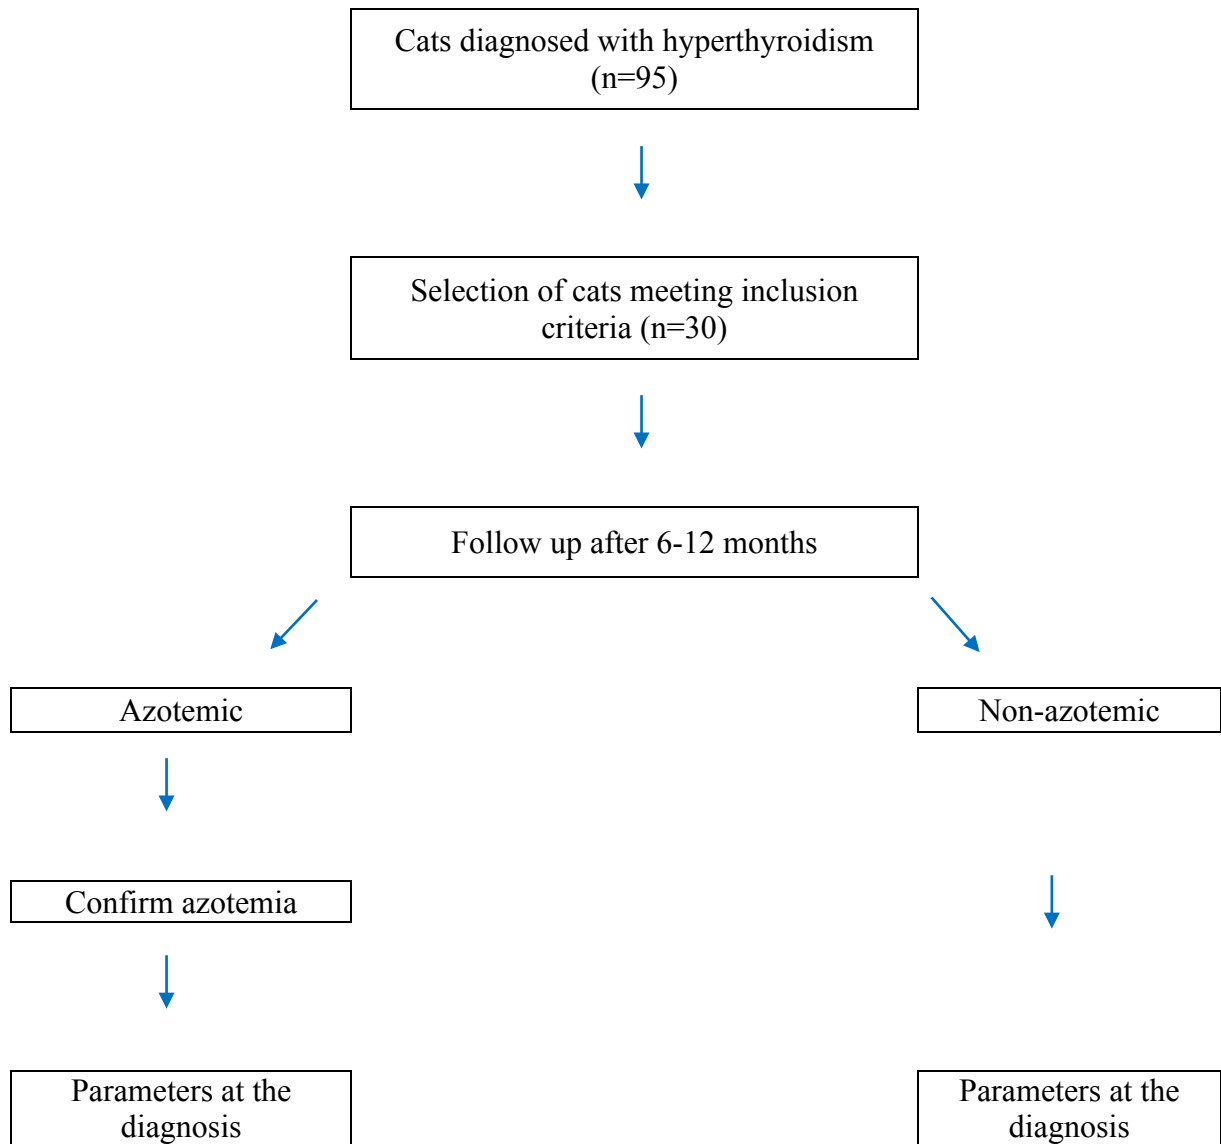 Cats diagnosed with hyperthyroidism
(n=95)
Selection of cats meeting inclusion
criteria (n=30)
Follow up after 6-12 months
Azotemic
Non-azotemic
Confirm azotemia
Parameters at the
diagnosis
Parameters at the
diagnosis